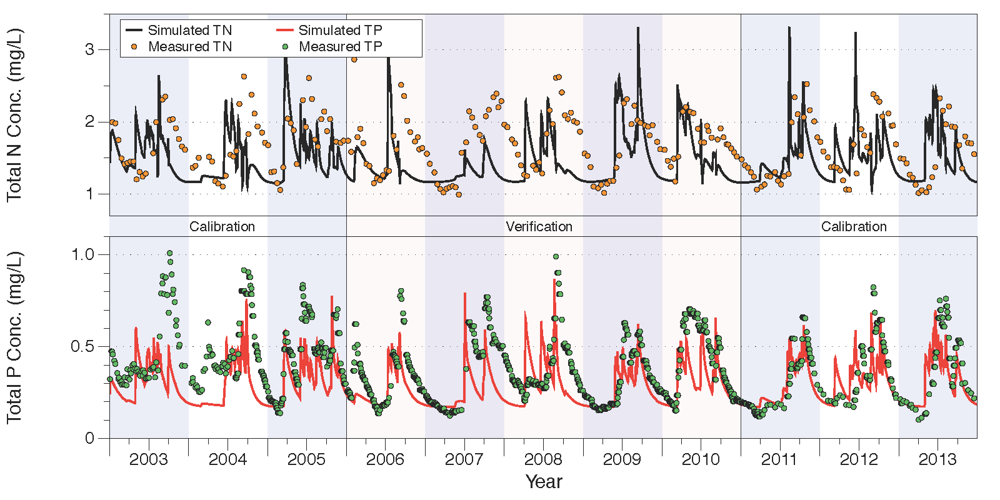 Total N Conc. (mg/L)
Simulated TN
Simulated TP
Measured TN
Measured TP
3
2
1
Calibration
Verification
Calibration
Total P Conc. (mg/L)
1.0
0.5
0
2003 2004 2005 2006 2007 2008 2009 2010 2011 2012 2013
Year